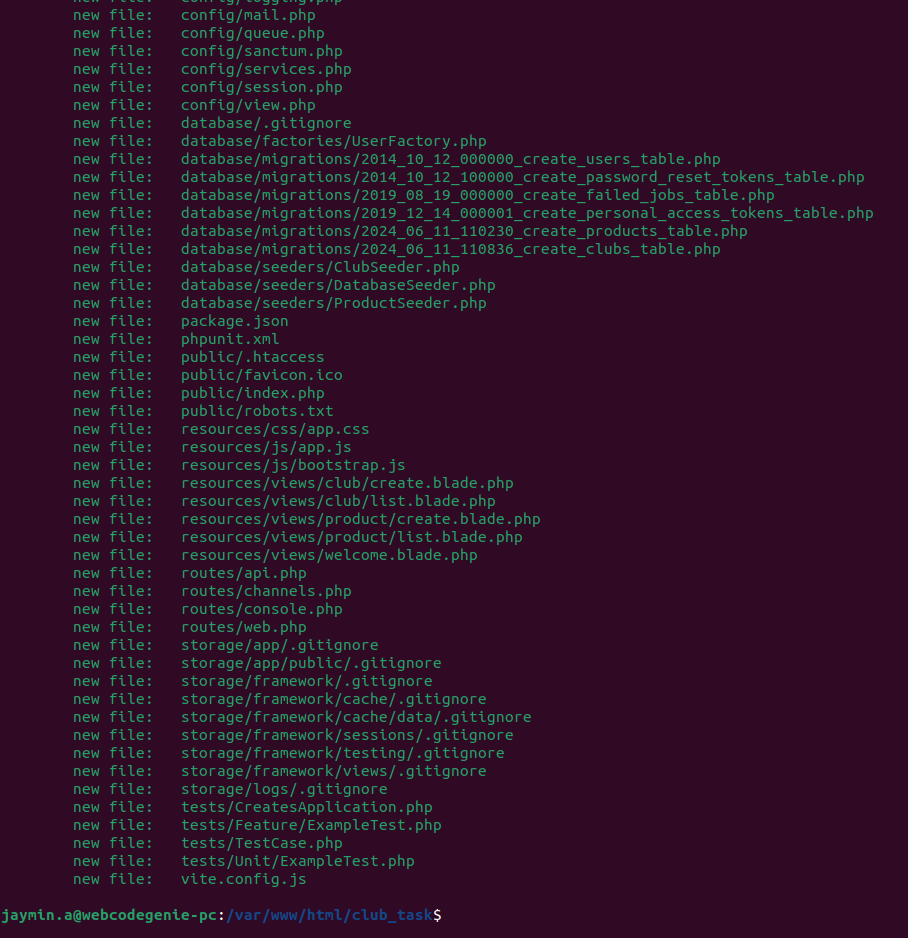 new file:   config/logging.php
new file:   config/mail.php
new file:   config/queue.php
new file:   config/sanctum.php
new file:   config/services.php
new file:   config/session.php
new file:   config/view.php
new file:   database/.gitignore
new file:   database/factories/UserFactory.php
new file:   database/migrations/2014_10_12_000000_create_users_table.php
new file:   database/migrations/2014_10_12_100000_create_password_reset_tokens_table.php
new file:   database/migrations/2019_08_19_000000_create_failed_jobs_table.php
new file:   database/migrations/2019_12_14_000001_create_personal_access_tokens_table.php
new file:   database/migrations/2024_06_11_110230_create_products_table.php
new file:   database/migrations/2024_06_11_110836_create_clubs_table.php
new file:   database/seeders/ClubSeeder.php
new file:   database/seeders/DatabaseSeeder.php
new file:   database/seeders/ProductSeeder.php
new file:   package.json
new file:   phpunit.xml
new file:   public/.htaccess
new file:   public/favicon.ico
new file:   public/index.php
new file:   public/robots.txt
new file:   resources/css/app.css
new file:   resources/js/app.js
new file:   resources/js/bootstrap.js
new file:   resources/views/club/create.blade.php
new file:   resources/views/club/list.blade.php
new file:   resources/views/product/create.blade.php
new file:   resources/views/product/list.blade.php
new file:   resources/views/welcome.blade.php
new file:   routes/api.php
new file:   routes/channels.php
new file:   routes/console.php
new file:   routes/web.php
new file:   storage/app/.gitignore
new file:   storage/app/public/.gitignore
new file:   storage/framework/.gitignore
new file:   storage/framework/cache/.gitignore
new file:   storage/framework/cache/data/.gitignore
new file:   storage/framework/sessions/.gitignore
new file:   storage/framework/testing/.gitignore
new file:   storage/framework/views/.gitignore
new file:   storage/logs/.gitignore
new file:   tests/CreatesApplication.php
new file:   tests/Feature/ExampleTest.php
new file:   tests/TestCase.php
new file:   tests/Unit/ExampleTest.php
new file:   vite.config.js
jaymin.a@webcodegenie-pc:/var/www/html/club_task$